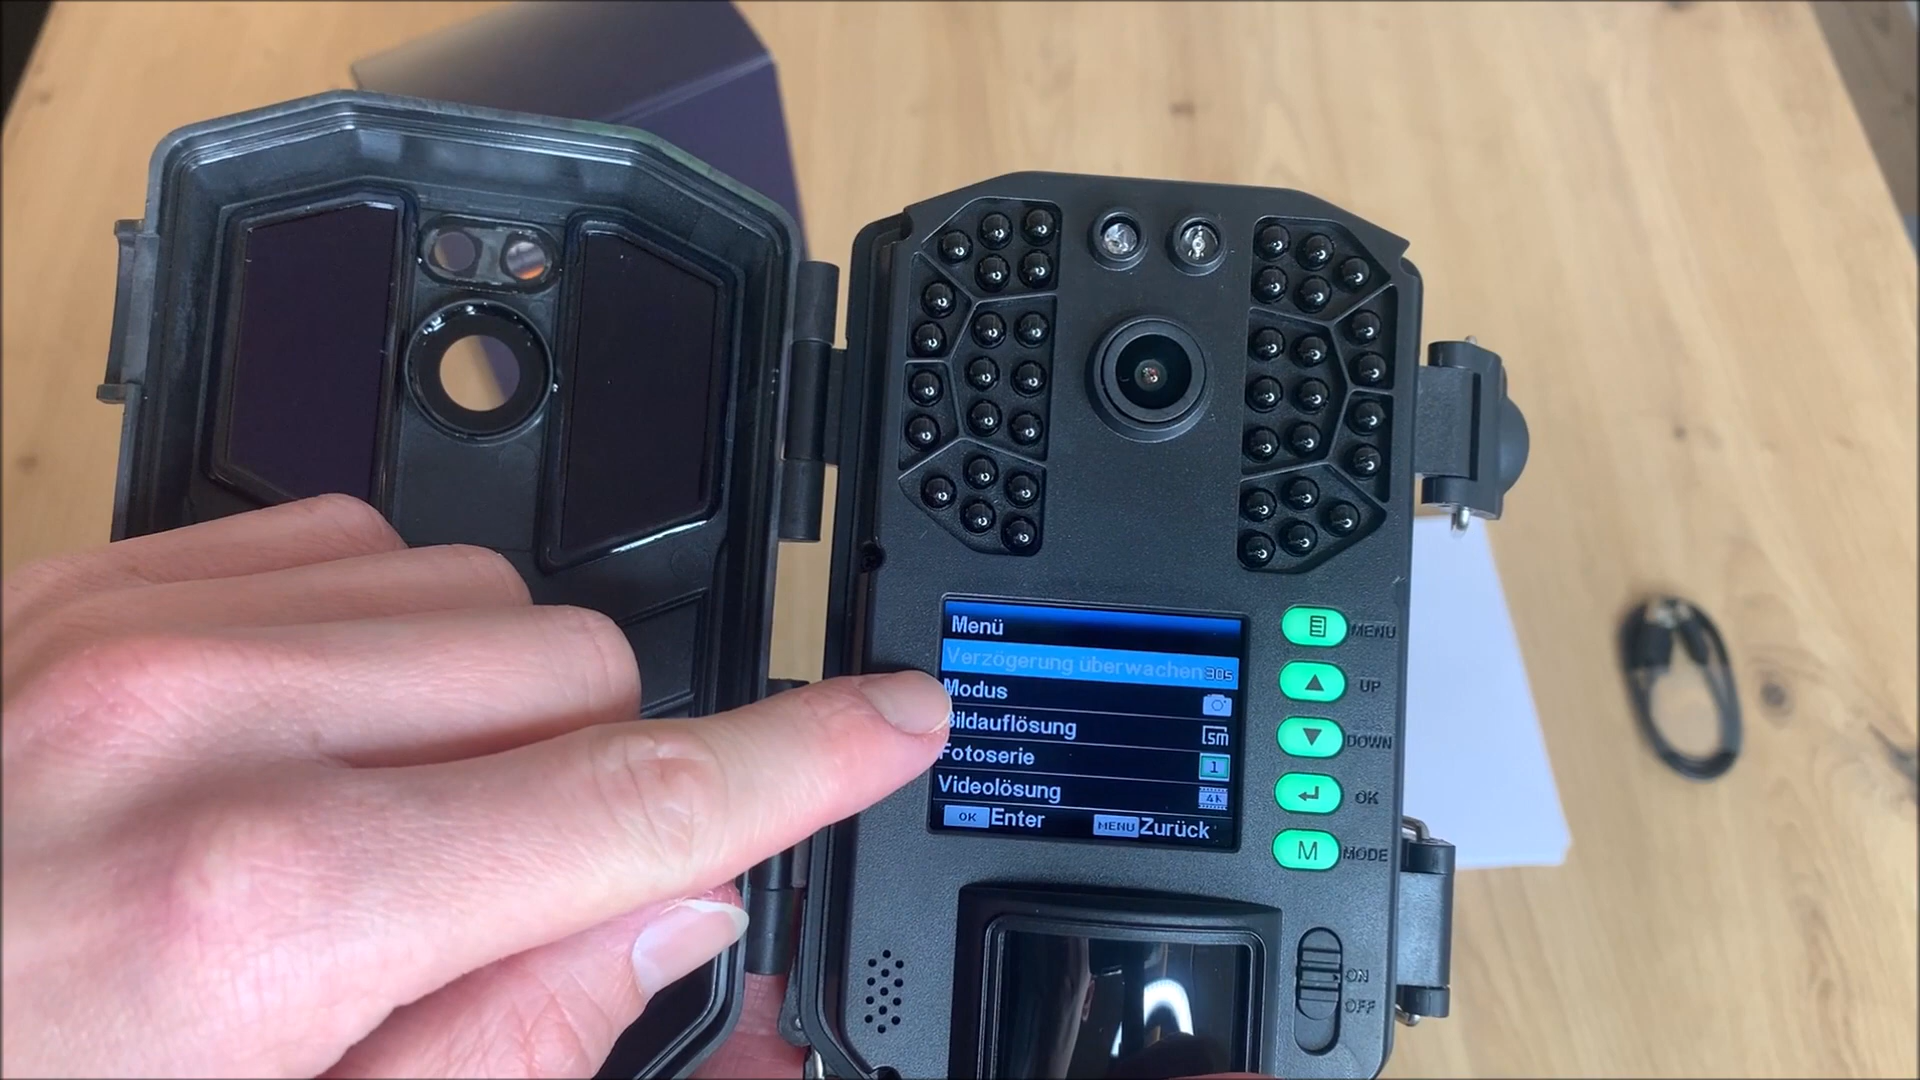 Menü
Verzögerung überwachen 30s
Modus
Bildauflösung 5m
Fotoserie 1
Videolösung 4k
OK Enter MENU Zurück
MENU
UP
DOWN
OK
M MODE
ON
OFF